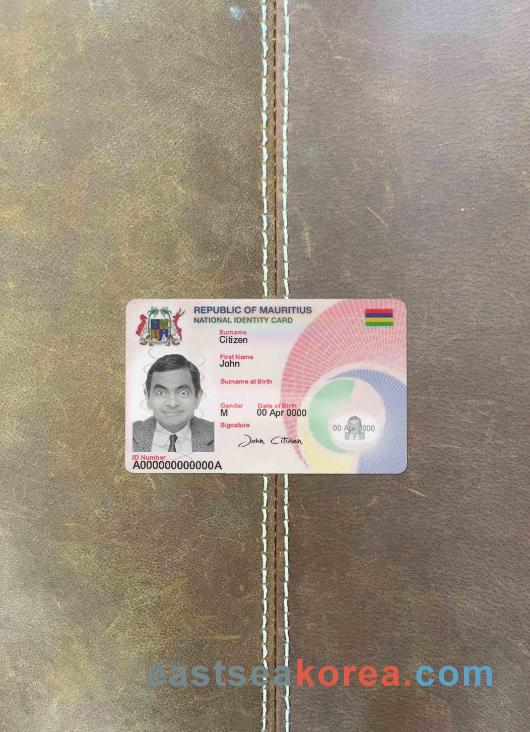 REPUBLIC OF MAURITIUS
NATIONAL IDENTITY CARD
Surname
Citizen
First Name
John
Surname at Birth
Gender
Date of Birth
M
00 Apr 0000
Signature
John Citizen
ID Number
A000000000000A
00 Apr 0000
eastseakorea.com